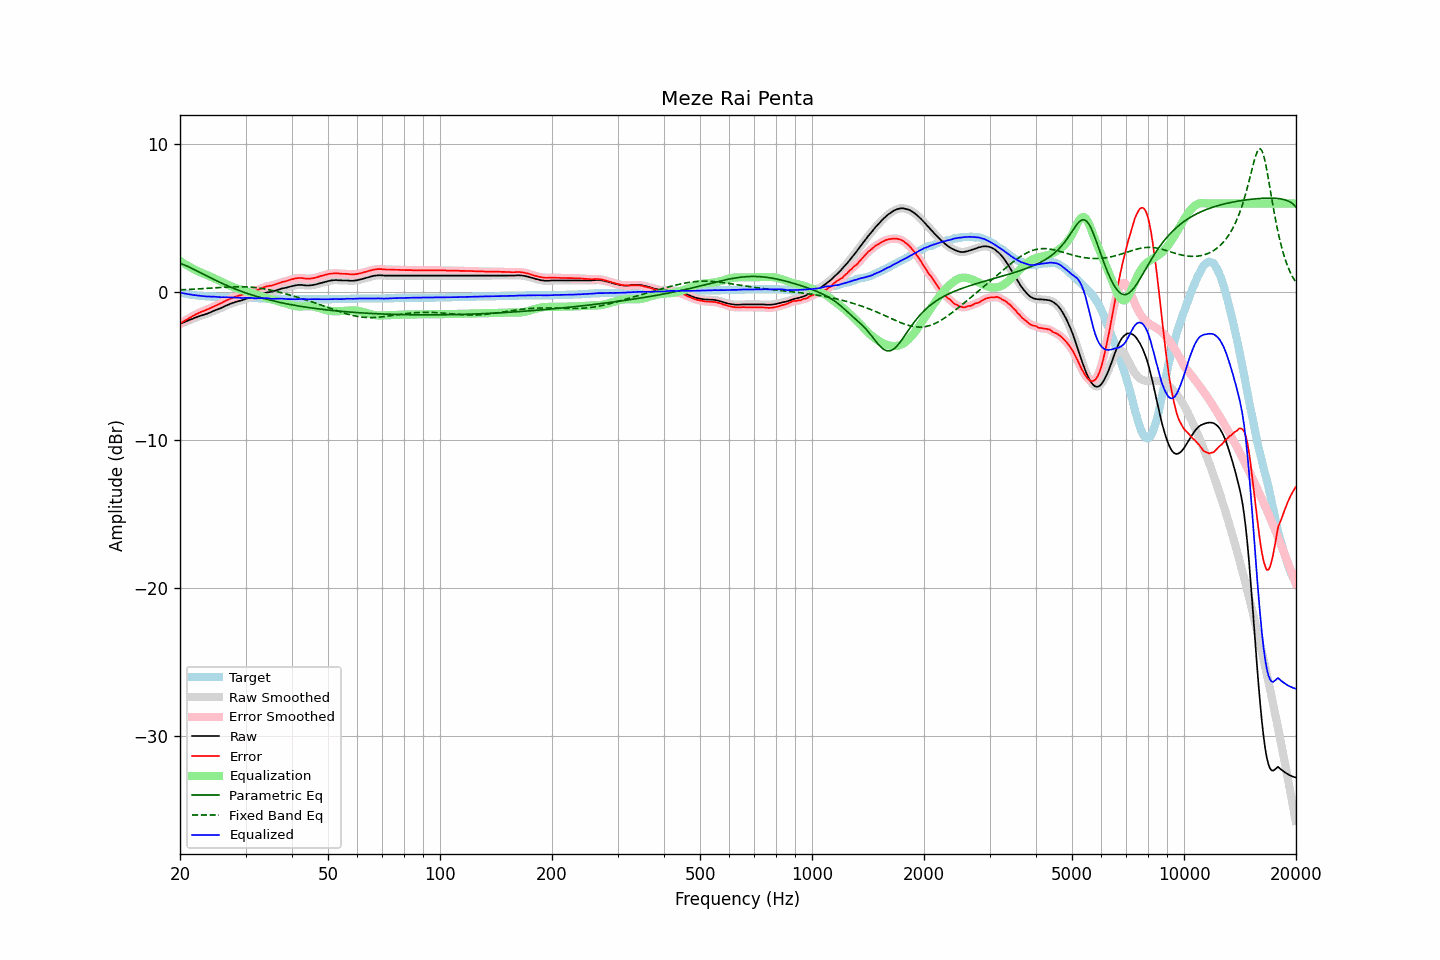 Meze Rai Penta
10
0
−10
−20
−30
Amplitude (dBr)
Target
Raw Smoothed
Error Smoothed
Raw
Error
Equalization
Parametric Eq
Fixed Band Eq
Equalized
20 50 100 200 500 1000 2000 5000 10000 20000
Frequency (Hz)